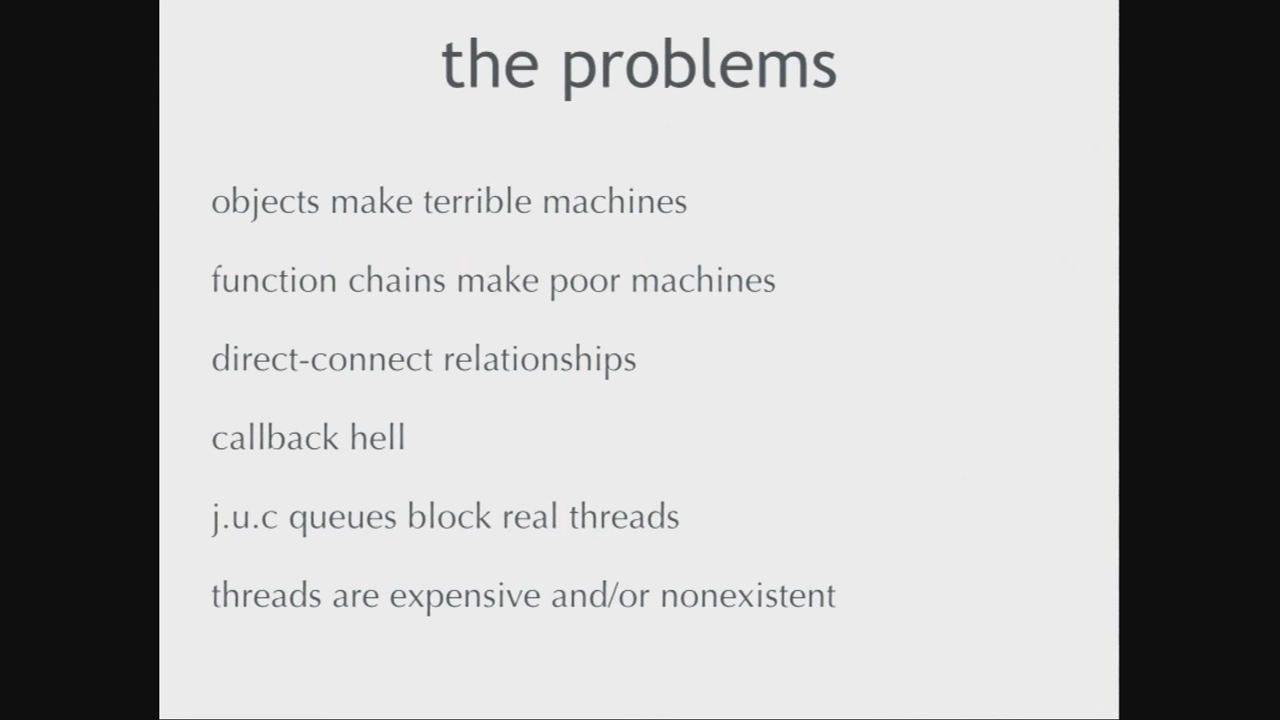 the problems
objects make terrible machines
function chains make poor machines
direct-connect relationships
callback hell
j.u.c queues block real threads
threads are expensive and/or nonexistent